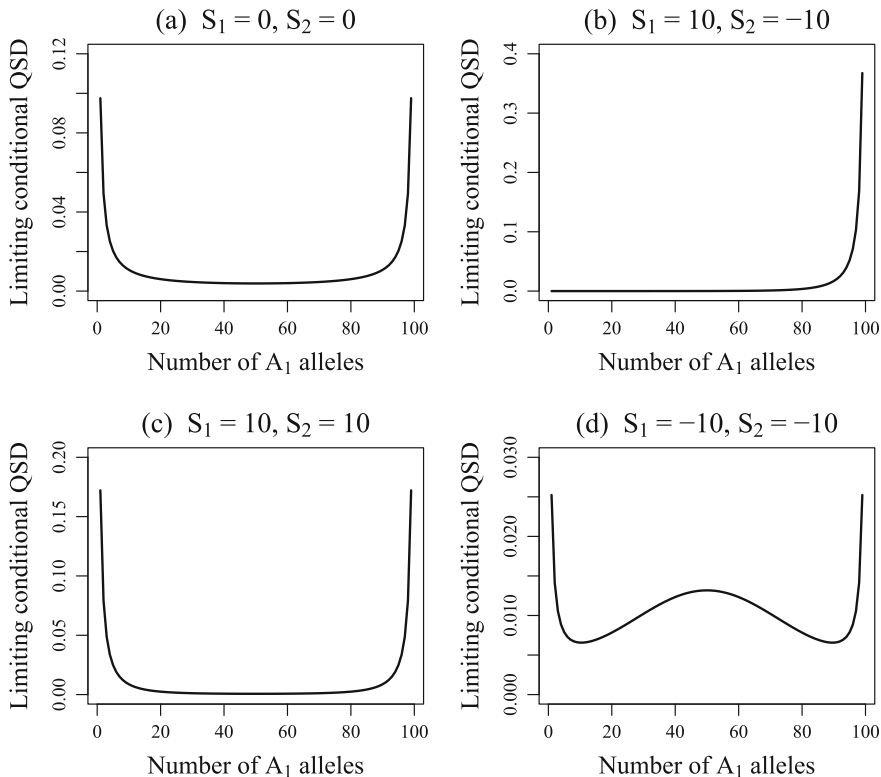 (a) S₁ = 0, S₂ = 0
Limiting conditional QSD
0.12
0.08
0.04
0.00
0 20 40 60 80 100
Number of A₁ alleles
(b) S₁ = 10, S₂ = −10
Limiting conditional QSD
0.4
0.3
0.2
0.1
0.0
0 20 40 60 80 100
Number of A₁ alleles
(c) S₁ = 10, S₂ = 10
Limiting conditional QSD
0.20
0.15
0.10
0.05
0.00
0 20 40 60 80 100
Number of A₁ alleles
(d) S₁ = −10, S₂ = −10
Limiting conditional QSD
0.030
0.020
0.010
0.000
0 20 40 60 80 100
Number of A₁ alleles